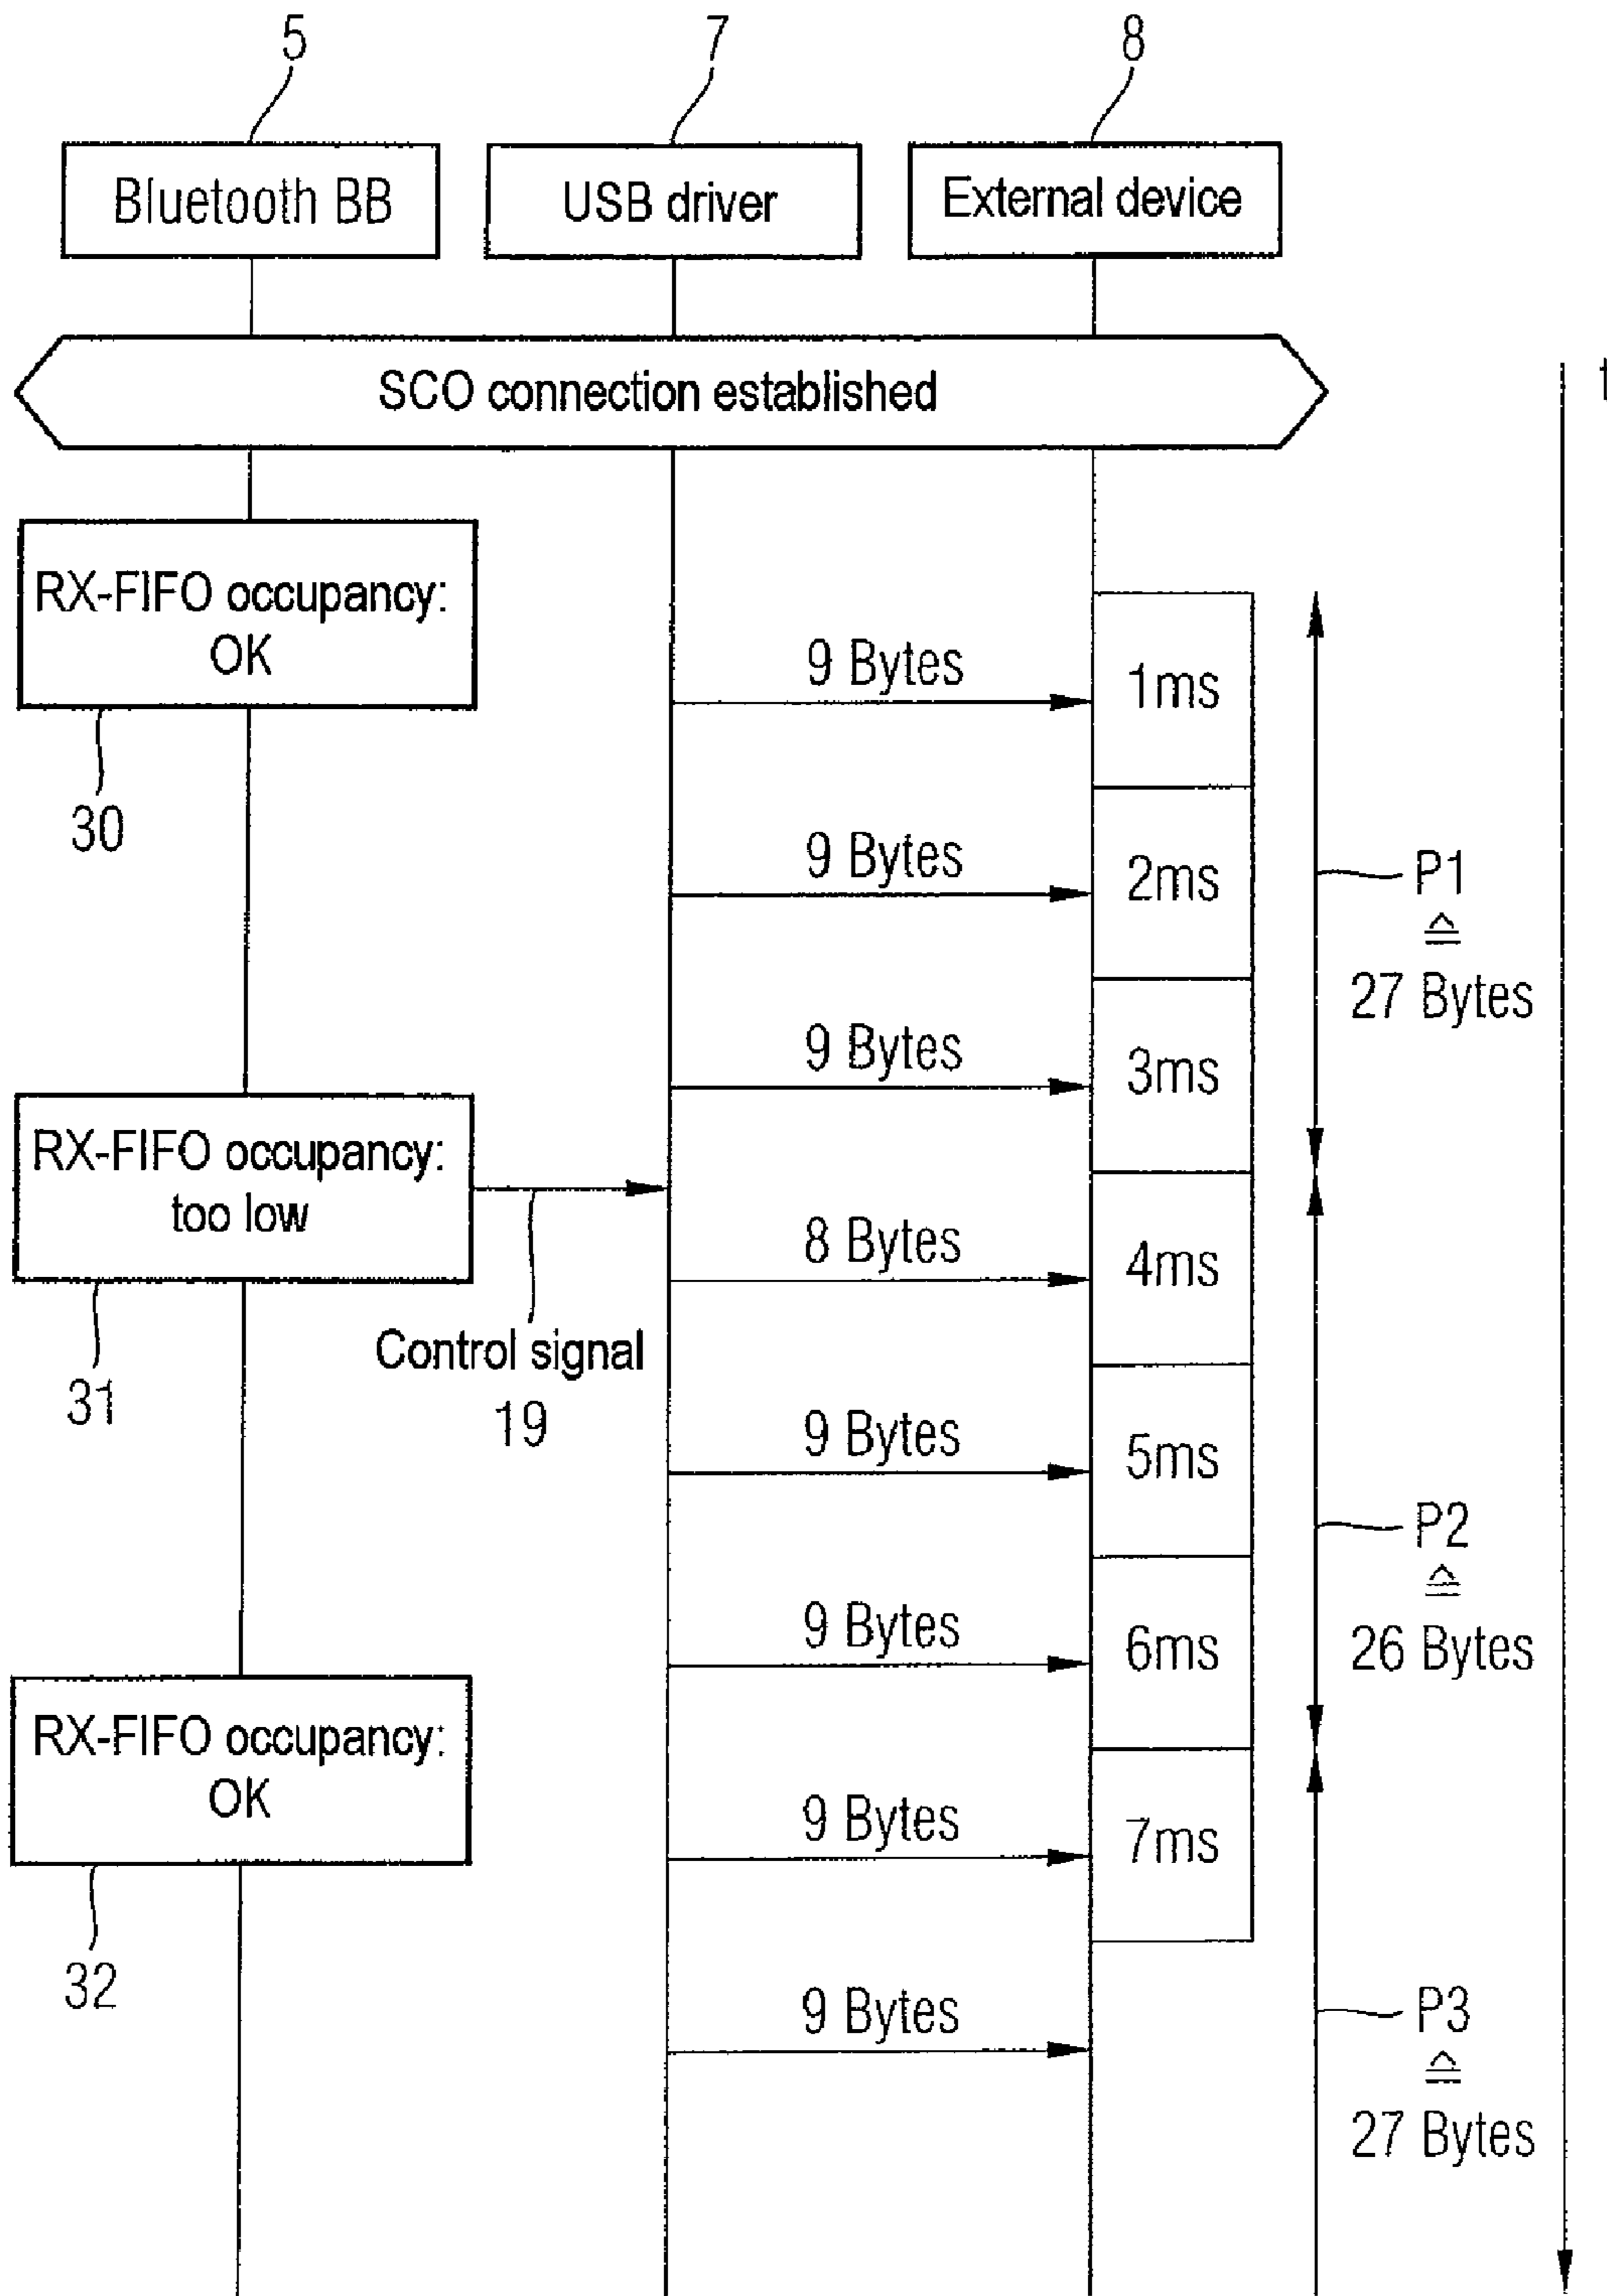 5
7
8
Bluetooth BB
USB driver
External device
SCO connection established
t
RX-FIFO occupancy:
OK
30
9 Bytes
1ms
9 Bytes
2ms
P1
≙
27 Bytes
9 Bytes
3ms
RX-FIFO occupancy:
too low
31
Control signal
19
8 Bytes
4ms
9 Bytes
5ms
P2
≙
26 Bytes
9 Bytes
6ms
RX-FIFO occupancy:
OK
32
9 Bytes
7ms
9 Bytes
P3
≙
27 Bytes